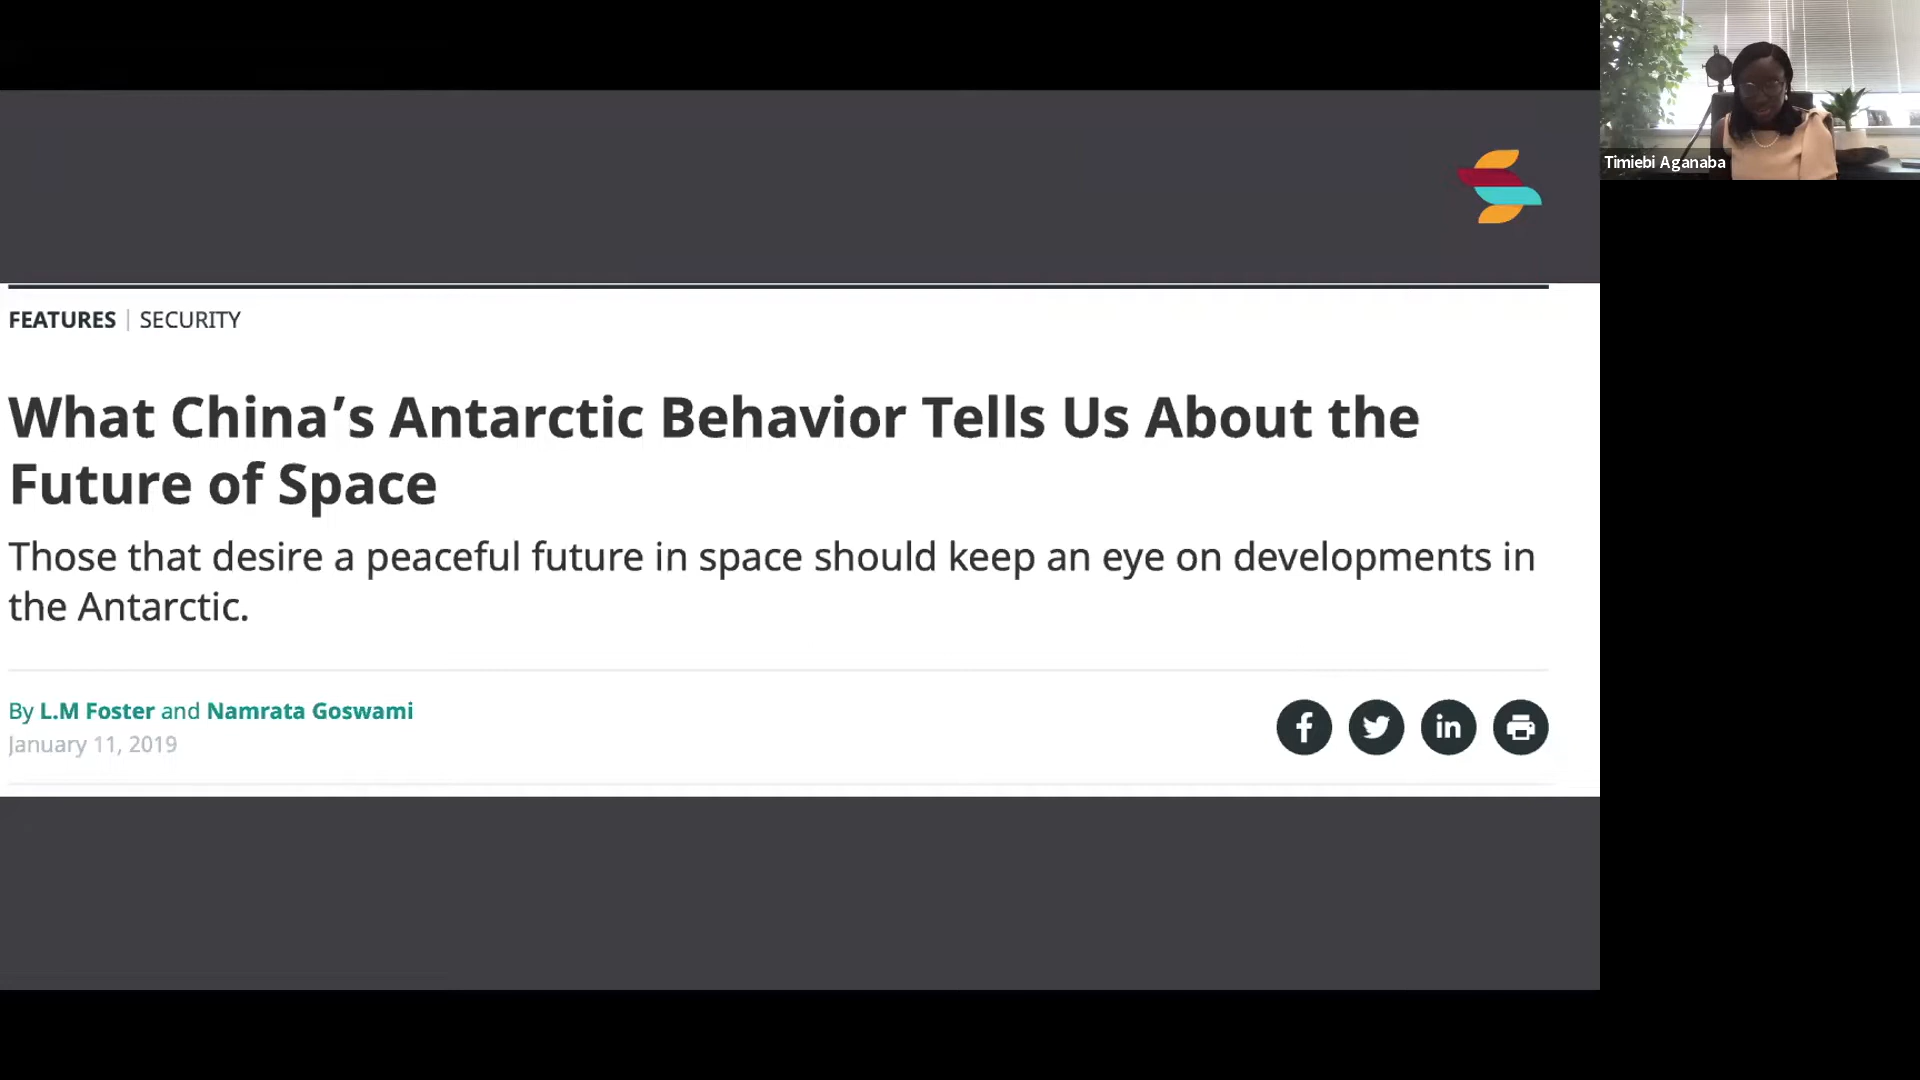 FEATURES | SECURITY
What China’s Antarctic Behavior Tells Us About the
Future of Space
Those that desire a peaceful future in space should keep an eye on developments in
the Antarctic.
By L.M Foster and Namrata Goswami
January 11, 2019
Timiebi Aganaba